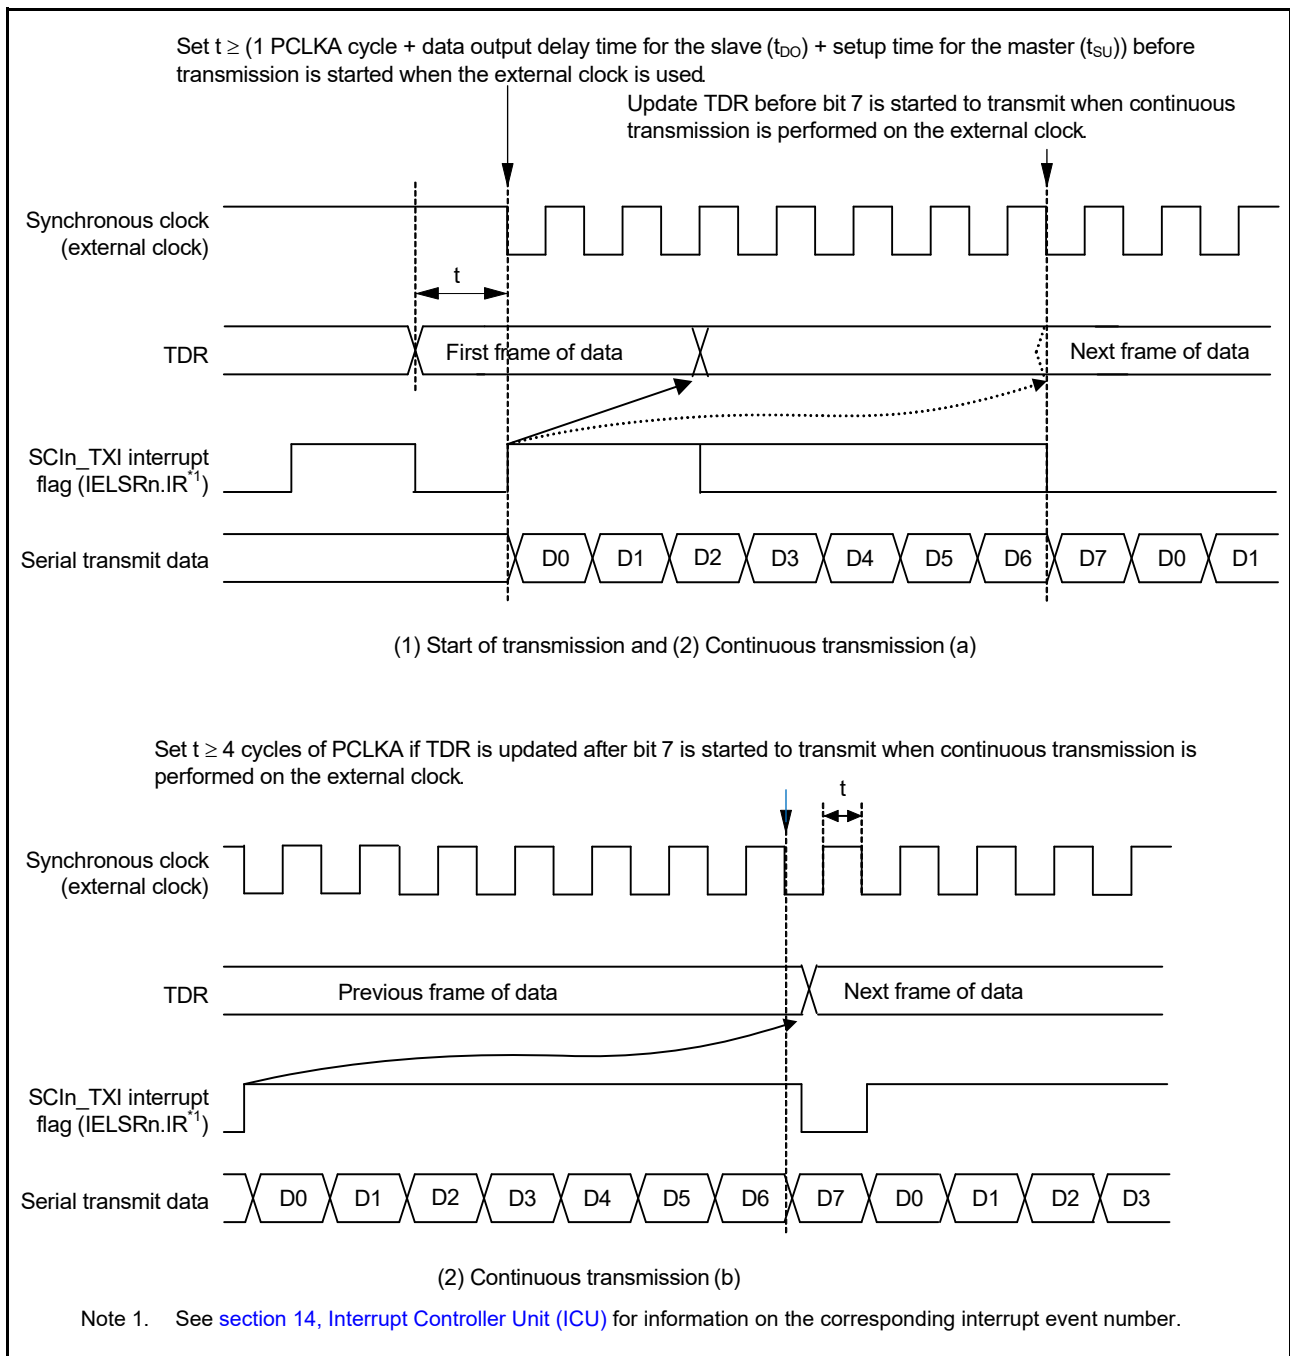 Set t ≥ (1 PCLKA cycle + data output delay time for the slave (tDO) + setup time for the master (tSU)) before
transmission is started when the external clock is used.
Update TDR before bit 7 is started to transmit when continuous
transmission is performed on the external clock.
Synchronous clock
(external clock)
t
TDR
First frame of data
Next frame of data
SCIn_TXI interrupt
flag (IELSRn.IR*1)
Serial transmit data
D0 D1 D2 D3 D4 D5 D6 D7 D0 D1
(1) Start of transmission and (2) Continuous transmission (a)
Set t ≥ 4 cycles of PCLKA if TDR is updated after bit 7 is started to transmit when continuous transmission is
performed on the external clock.
t
Synchronous clock
(external clock)
TDR
Previous frame of data
Next frame of data
SCIn_TXI interrupt
flag (IELSRn.IR*1)
Serial transmit data
D0 D1 D2 D3 D4 D5 D6 D7 D0 D1 D2 D3
(2) Continuous transmission (b)
Note 1. See section 14, Interrupt Controller Unit (ICU) for information on the corresponding interrupt event number.